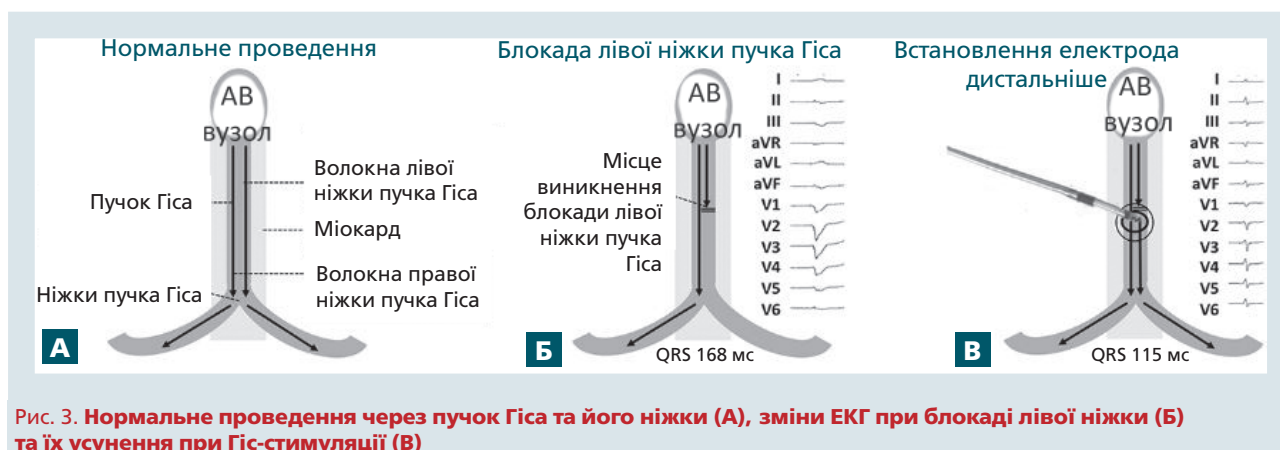 Нормальне проведення
АВ
вузол
Пучок Гіса
Волокна лівої
ніжки пучка Гіса
Міокард
Волокна правої
ніжки пучка Гіса
Ніжки пучка Гіса
А
Блокада лівої ніжки пучка Гіса
АВ
вузол
Місце
виникнення
блокади лівої
ніжки пучка
Гіса
I
II
III
aVR
aVL
aVF
V1
V2
V3
V4
V5
V6
QRS 168 мс
Б
Встановлення електрода
дистальніше
АВ
вузол
I
II
III
aVR
aVL
aVF
V1
V2
V3
V4
V5
V6
QRS 115 мс
В
Рис. 3. Нормальне проведення через пучок Гіса та його ніжки (А), зміни ЕКГ при блокаді лівої ніжки (Б)
та їх усунення при Гіс-стимуляції (В)